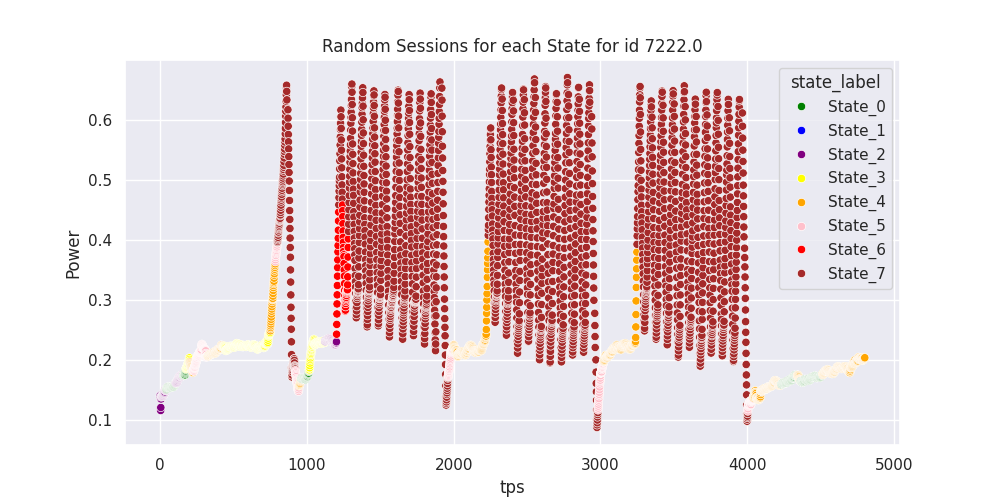 Random Sessions for each State for id 7222.0
Power
0.6
0.5
0.4
0.3
0.2
0.1
0
1000
2000
3000
4000
5000
tps
state_label
State_0
State_1
State_2
State_3
State_4
State_5
State_6
State_7